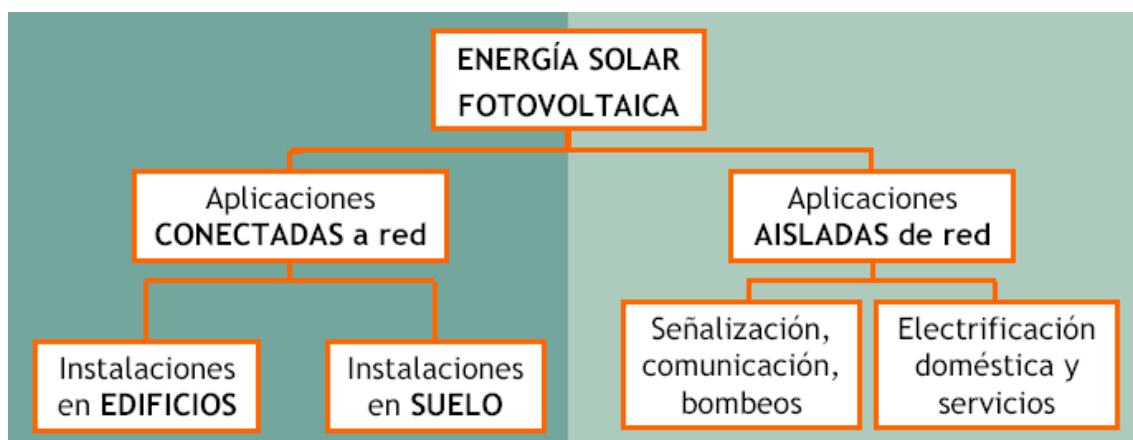 ENERGÍA SOLAR
FOTOVOLTAICA
Aplicaciones
CONECTADAS a red
Aplicaciones
AISLADAS de red
Instalaciones
en EDIFICIOS
Instalaciones
en SUELO
Señalización,
comunicación,
bombeos
Electrificación
doméstica y
servicios